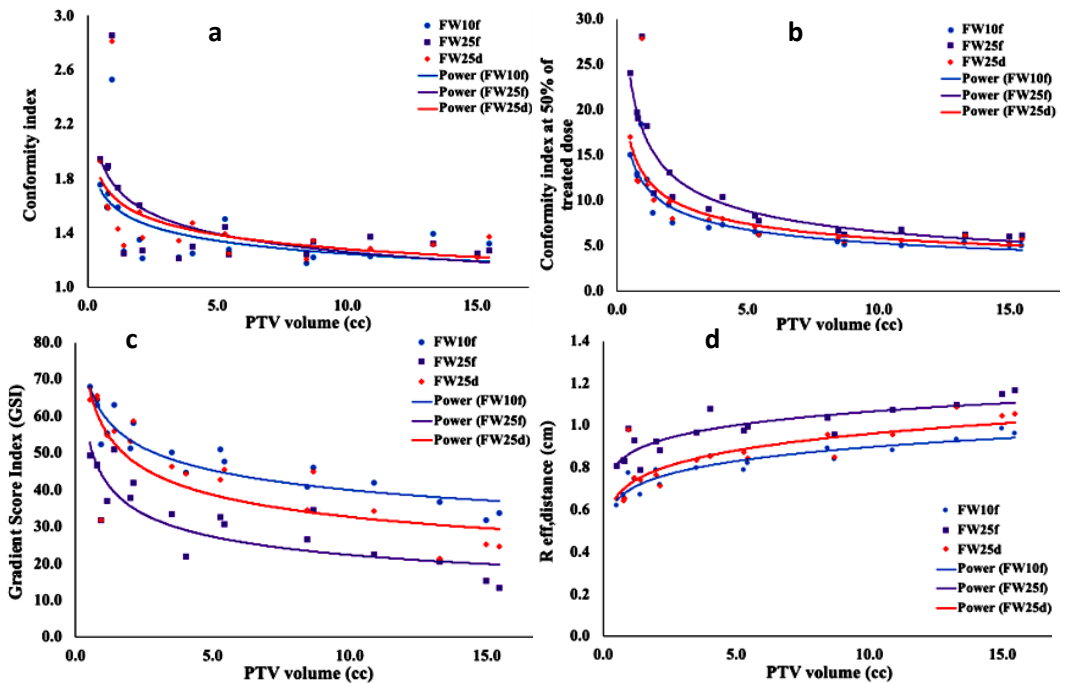 a
3.0
2.6
2.2
1.8
1.4
1.0
0.0
5.0
10.0
15.0
Conformity index
PTV volume (cc)
FW10f
FW25f
FW25d
Power (FW10f)
Power (FW25f)
Power (FW25d)
b
30.0
25.0
20.0
15.0
10.0
5.0
0.0
0.0
5.0
10.0
15.0
Conformity index at 50% of
treated dose
PTV volume (cc)
FW10f
FW25f
FW25d
Power (FW10f)
Power (FW25f)
Power (FW25d)
c
80.0
70.0
60.0
50.0
40.0
30.0
20.0
10.0
.00
0.0
5.0
10.0
15.0
Gradient Score Index (GSI)
PTV volume (cc)
FW10f
FW25f
FW25d
Power (FW10f)
Power (FW25f)
Power (FW25d)
d
1.4
1.2
1.0
0.8
0.6
0.4
0.2
0.0
0.0
5.0
10.0
15.0
R eff,distance (cm)
PTV volume (cc)
FW10f
FW25f
FW25d
Power (FW10f)
Power (FW25f)
Power (FW25d)